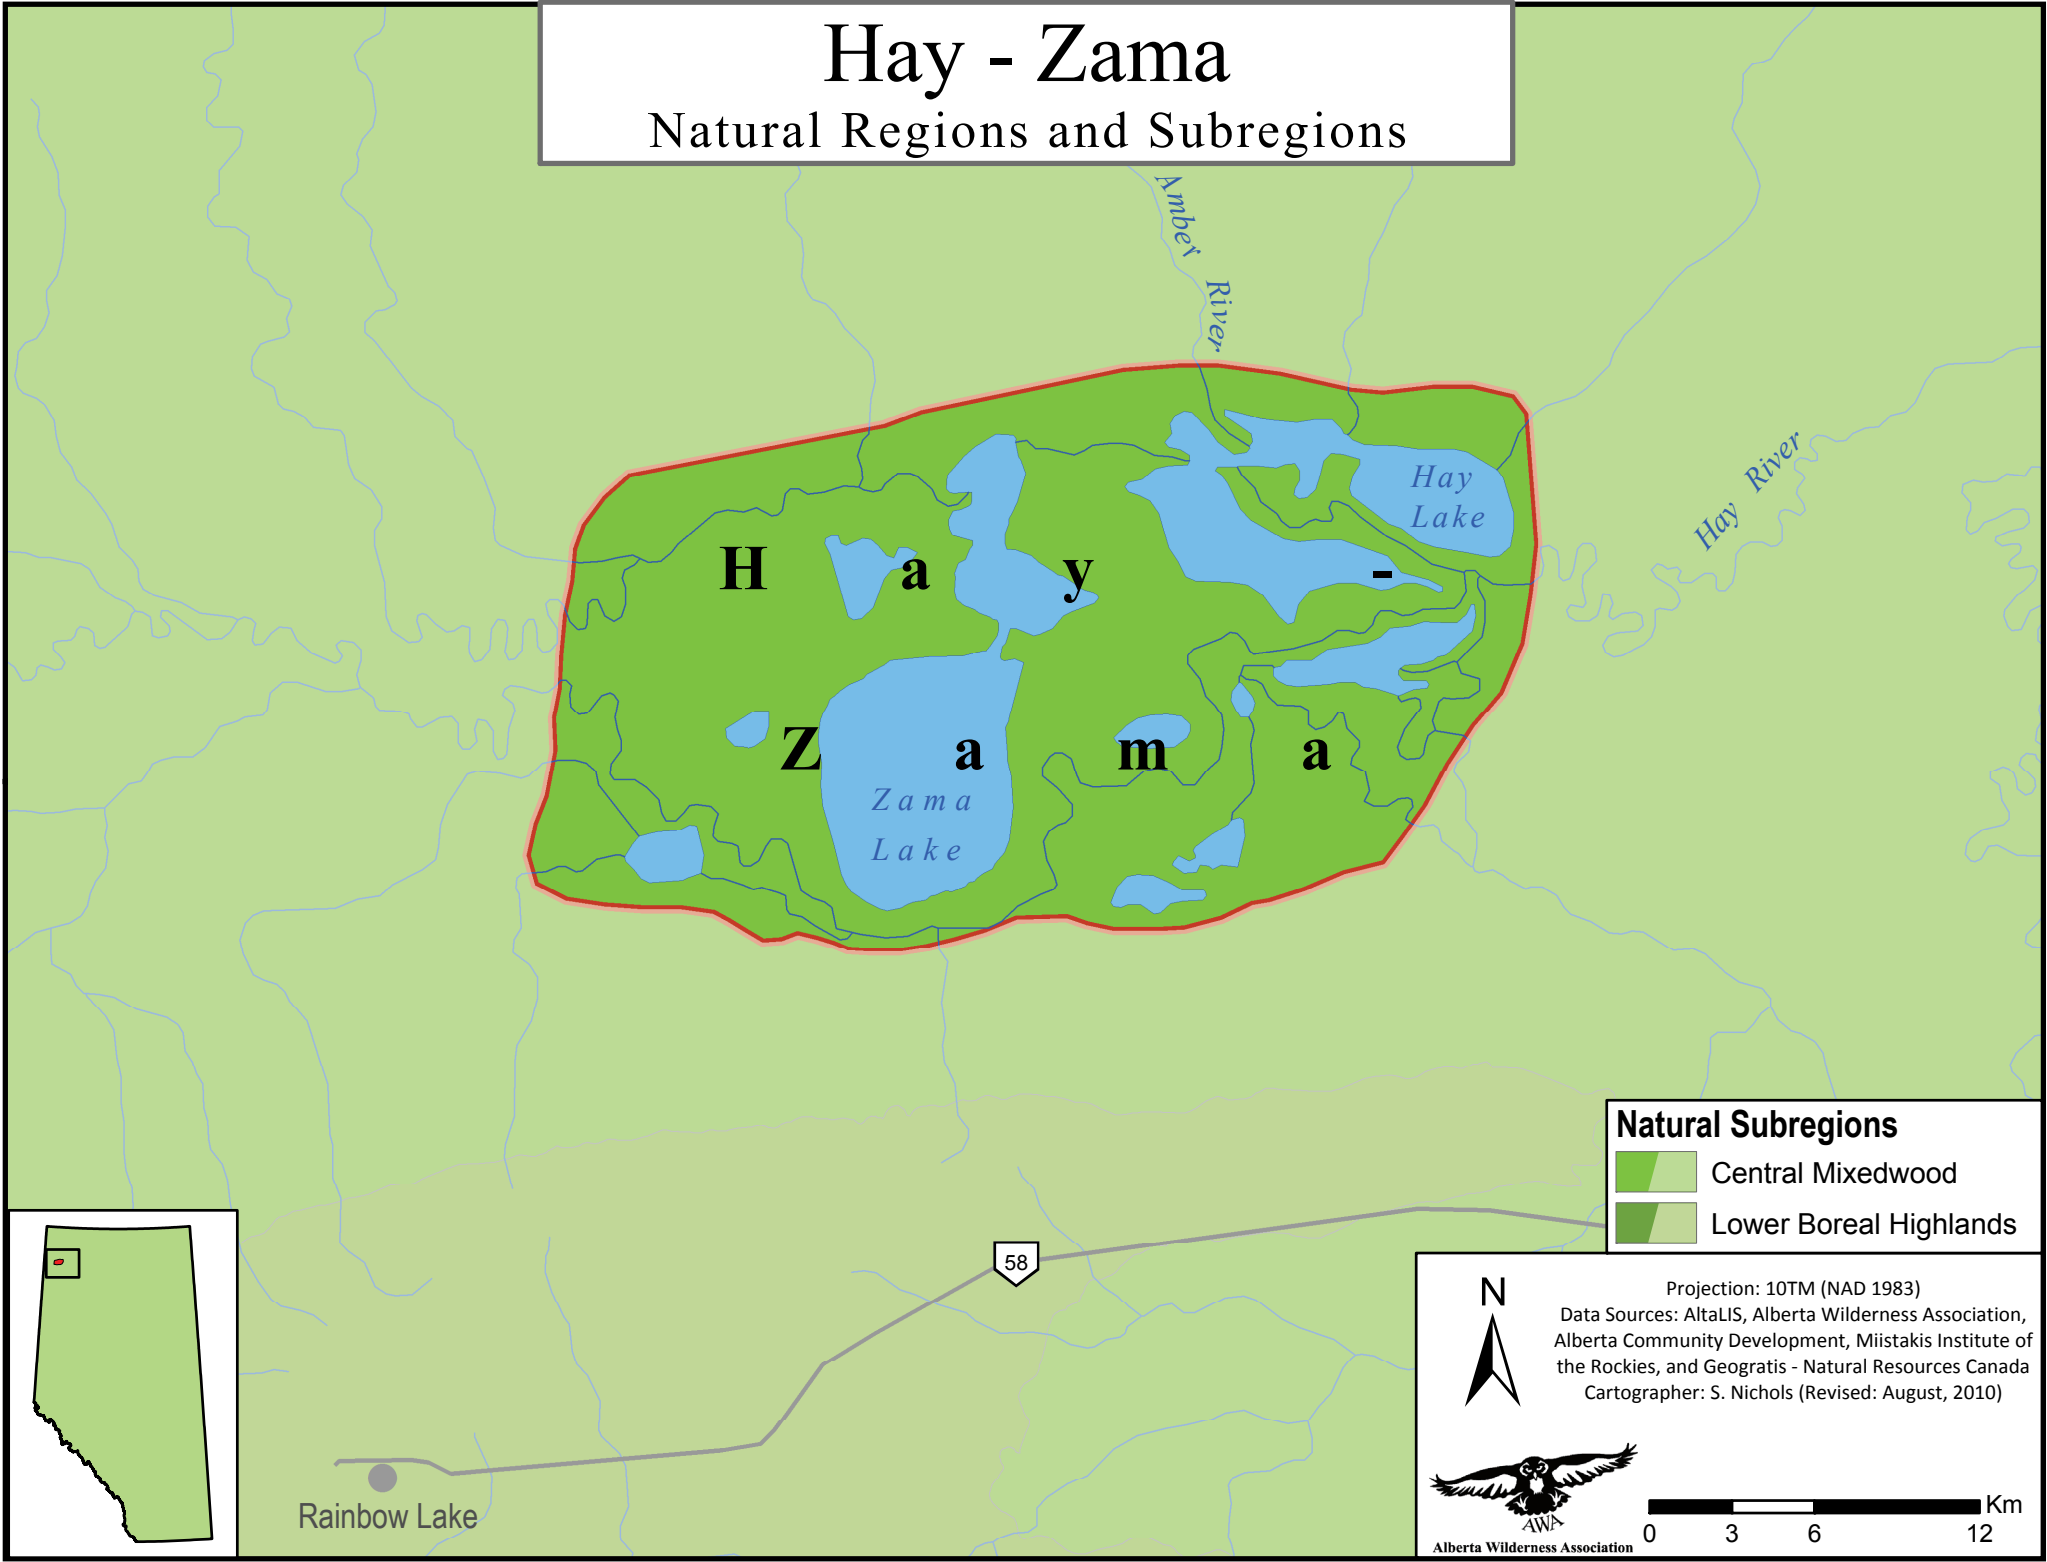 Hay - Zama
Natural Regions and Subregions
Amber River
Hay River
Hay
Lake
H a y -
Z a m a
Zama
Lake
58
Rainbow Lake
Natural Subregions
Central Mixedwood
Lower Boreal Highlands
N
Projection: 10TM (NAD 1983)
Data Sources: AltaLIS, Alberta Wilderness Association,
Alberta Community Development, Miistakis Institute of
the Rockies, and Geogratis - Natural Resources Canada
Cartographer: S. Nichols (Revised: August, 2010)
AWA
Alberta Wilderness Association
Km
0 3 6 12